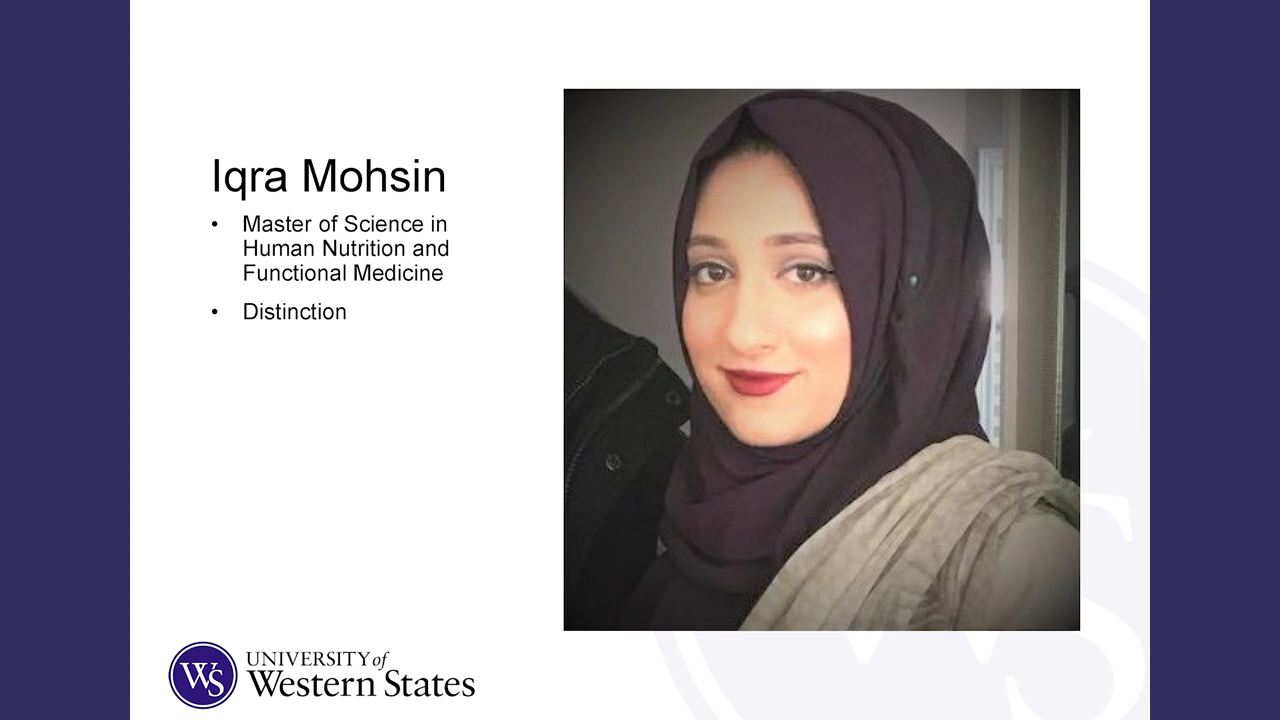 Iqra Mohsin
• Master of Science in
Human Nutrition and
Functional Medicine
• Distinction
WS
UNIVERSITY of
Western States